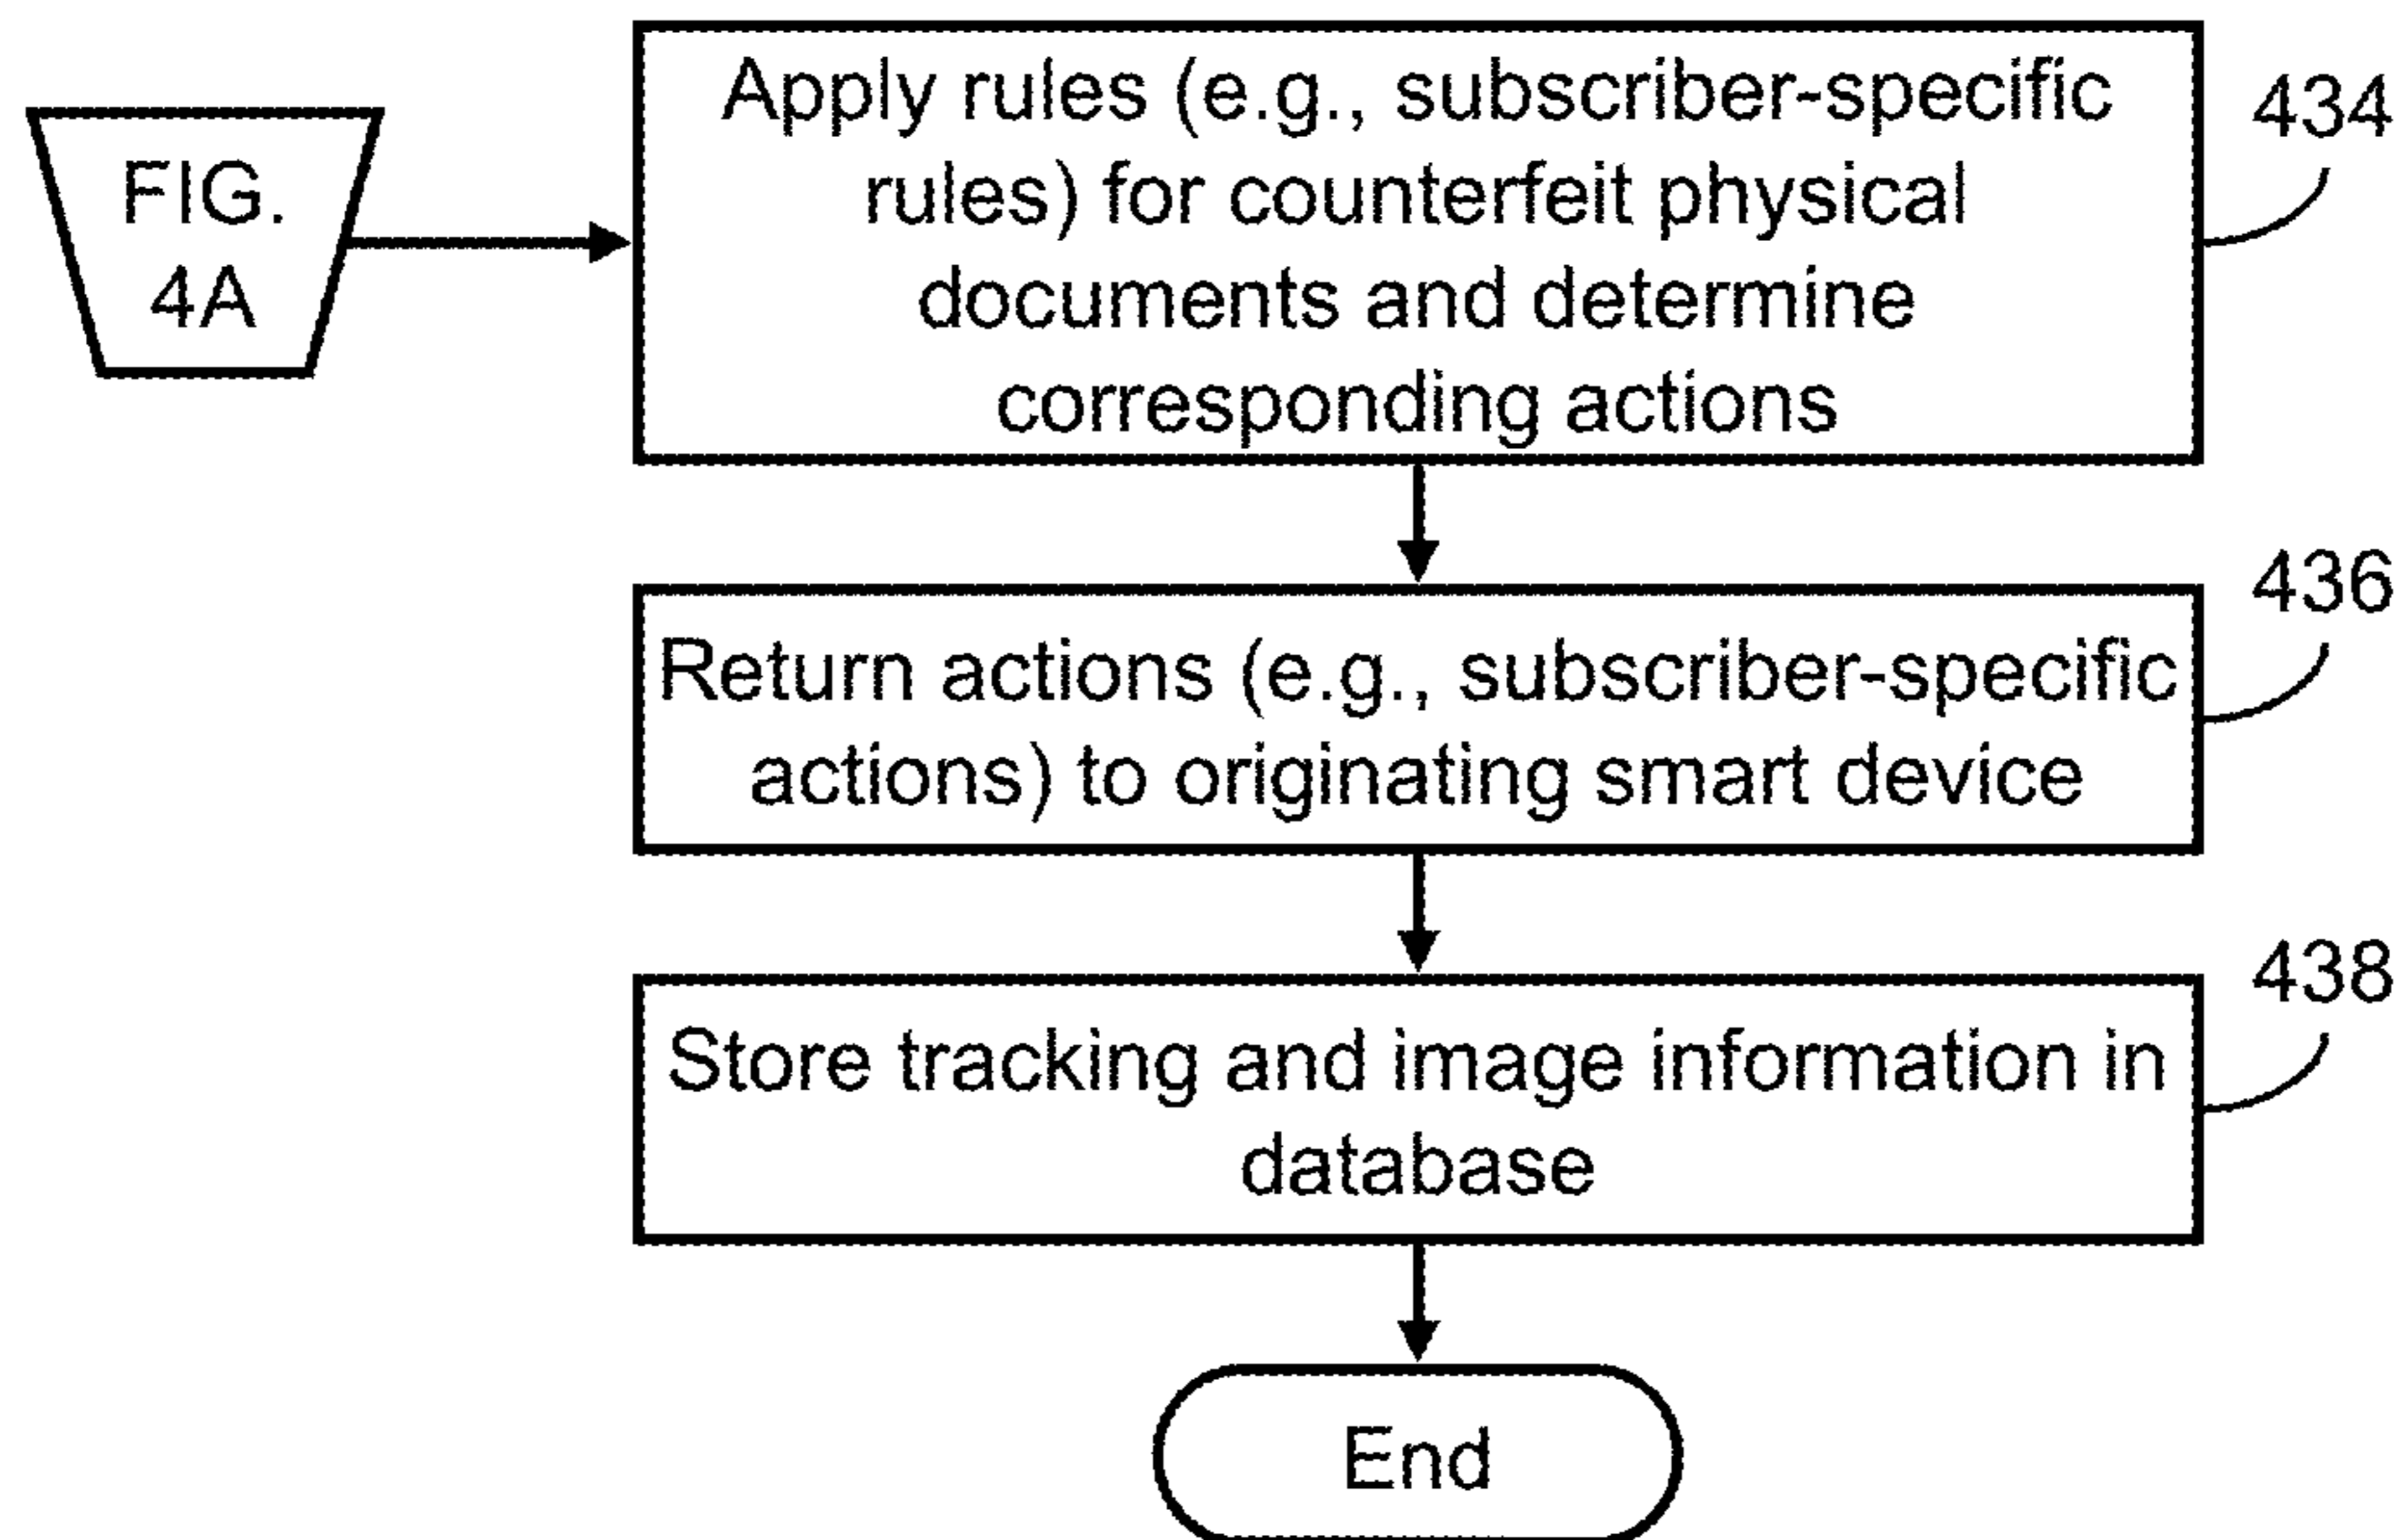 FIG.
4A
Apply rules (e.g., subscriber-specific
rules) for counterfeit physical
documents and determine
corresponding actions
434
Return actions (e.g., subscriber-specific
actions) to originating smart device
436
Store tracking and image information in
database
438
End